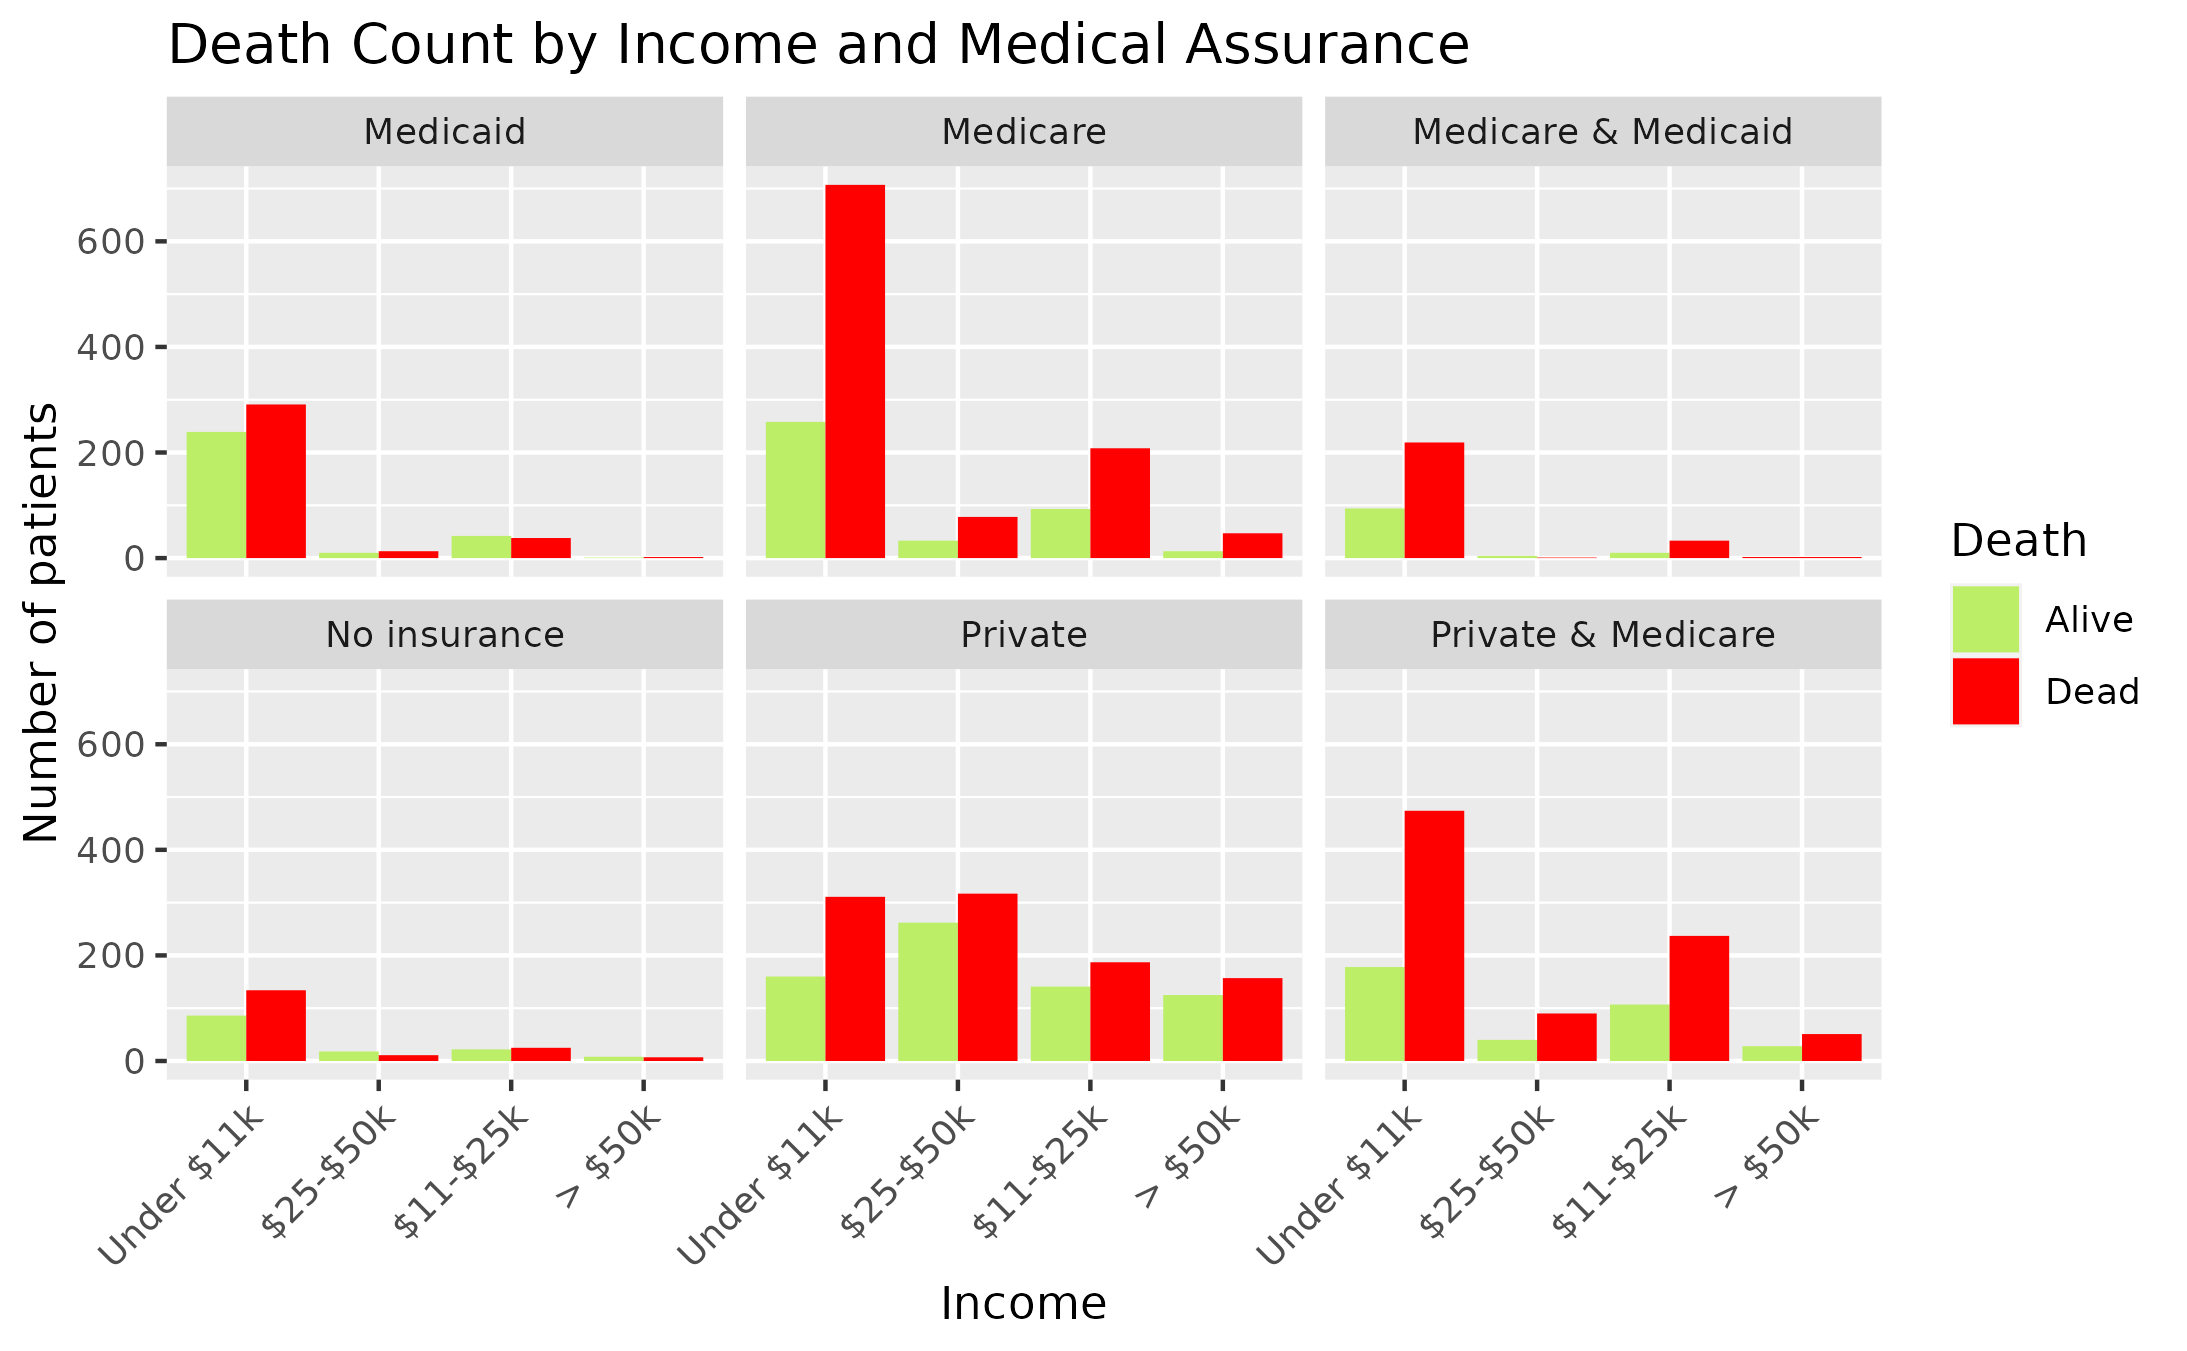 Death Count by Income and Medical Assurance
Medicaid
Medicare
Medicare & Medicaid
600
400
200
0
No insurance
Private
Private & Medicare
600
400
200
0
Number of patients
Under $11k
$25-$50k
$11-$25k
> $50k
Under $11k
$25-$50k
$11-$25k
> $50k
Under $11k
$25-$50k
$11-$25k
> $50k
Income
Death
Alive
Dead